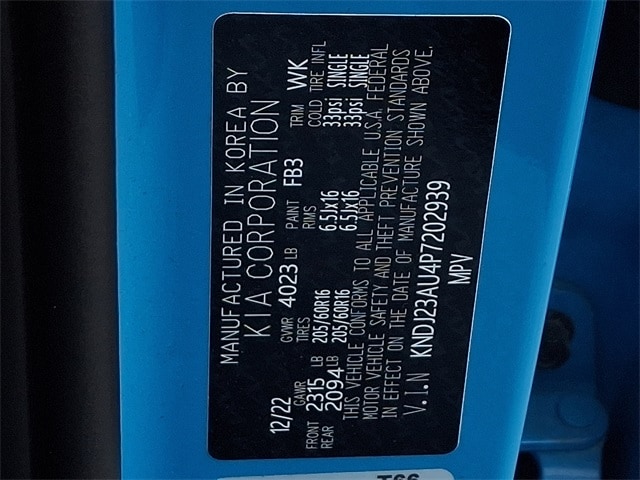 MANUFACTURED IN KOREA BY
KIA CORPORATION
12/22 GVWR 4023 LB PAINT FB3 TRIM WK
GAWR TIRES RIMS COLD TIRE INFL
FRONT 2315 LB 205/60R16 6.5Jx16 33psi SINGLE
REAR 2094 LB 205/60R16 6.5Jx16 33psi SINGLE
THIS VEHICLE CONFORMS TO ALL APPLICABLE U.S.A. FEDERAL
MOTOR VEHICLE SAFETY AND THEFT PREVENTION STANDARDS
IN EFFECT ON THE DATE OF MANUFACTURE SHOWN ABOVE.
V.I.N KNDJ23AU4P7202939
MPV